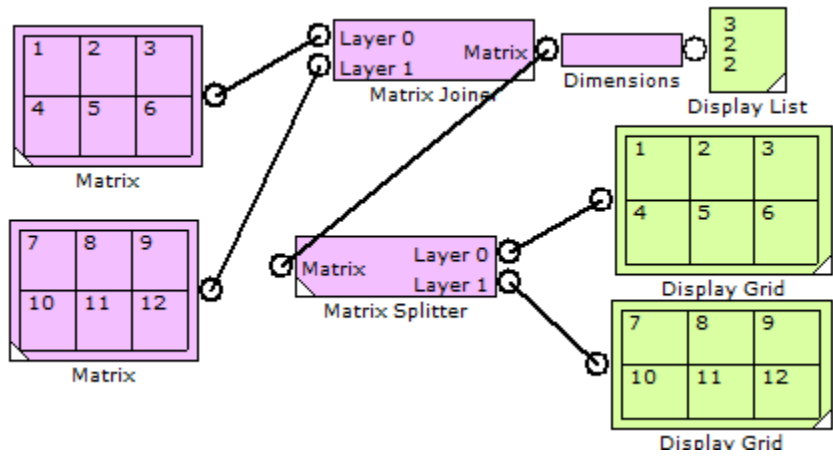 1 2 3
4 5 6
Matrix
Layer 0
Layer 1
Matrix
Matrix Joiner
Dimensions
3
2
2
Display List
7 8 9
10 11 12
Matrix
Matrix
Layer 0
Layer 1
Matrix Splitter
1 2 3
4 5 6
Display Grid
7 8 9
10 11 12
Display Grid